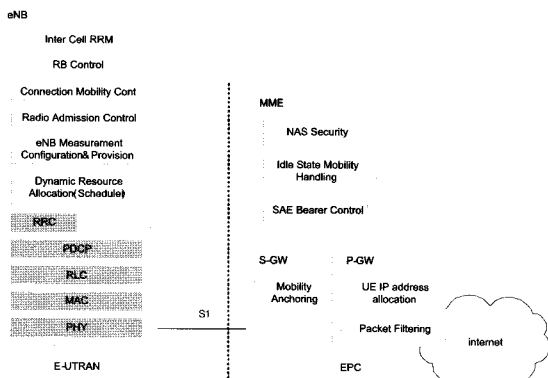 eNB
Inter Cell RRM
RB Control
Connection Mobility Cont
Radio Admission Control
eNB Measurement
Configuration& Provision
Dynamic Resource
Allocation(Scheduler)
RRC
PDCP
RLC
MAC
PHY
E-UTRAN
S1
MME
NAS Security
Idle State Mobility
Handling
SAE Bearer Control
S-GW
Mobility
Anchoring
P-GW
UE IP address
allocation
Packet Filtering
EPC
internet